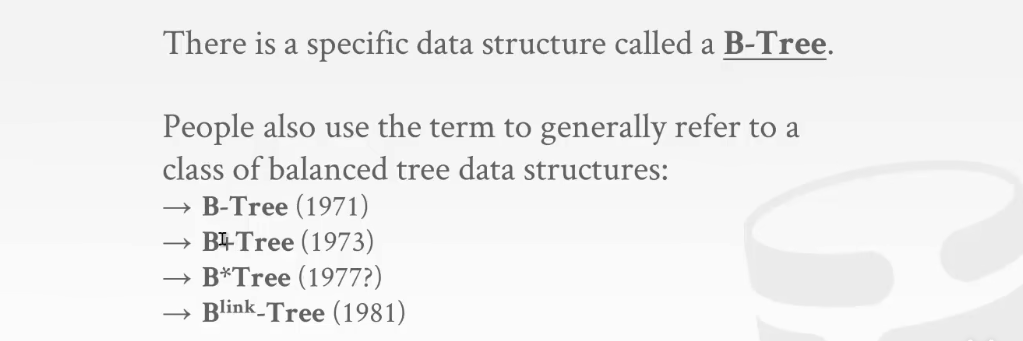 There is a specific data structure called a B-Tree.
People also use the term to generally refer to a
class of balanced tree data structures:
→ B-Tree (1971)
→ B+Tree (1973)
→ B*Tree (1977?)
→ Bˡⁱⁿᵏ-Tree (1981)